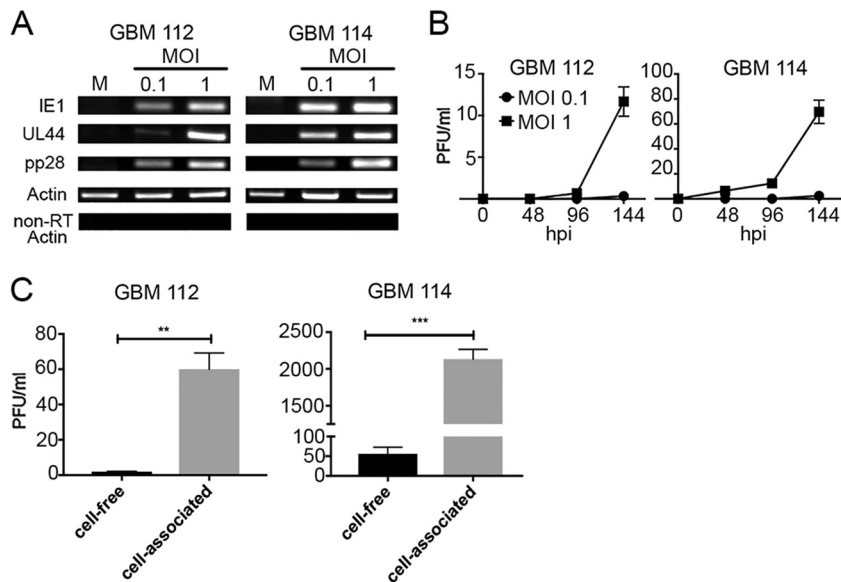 A
GBM 112 GBM 114
MOI MOI
M 0.1 1 M 0.1 1
IE1
UL44
pp28
Actin
non-RT
Actin
B
GBM 112 GBM 114
MOI 0.1
MOI 1
PFU/ml
15
10
5
0 48 96 144
hpi
100
80
60
40
20
0
0 48 96 144
hpi
C
GBM 112 GBM 114
PFU/ml
**
80
60
40
20
0
cell-free
cell-associated
***
2500
2000
1500
100
50
0
cell-free
cell-associated